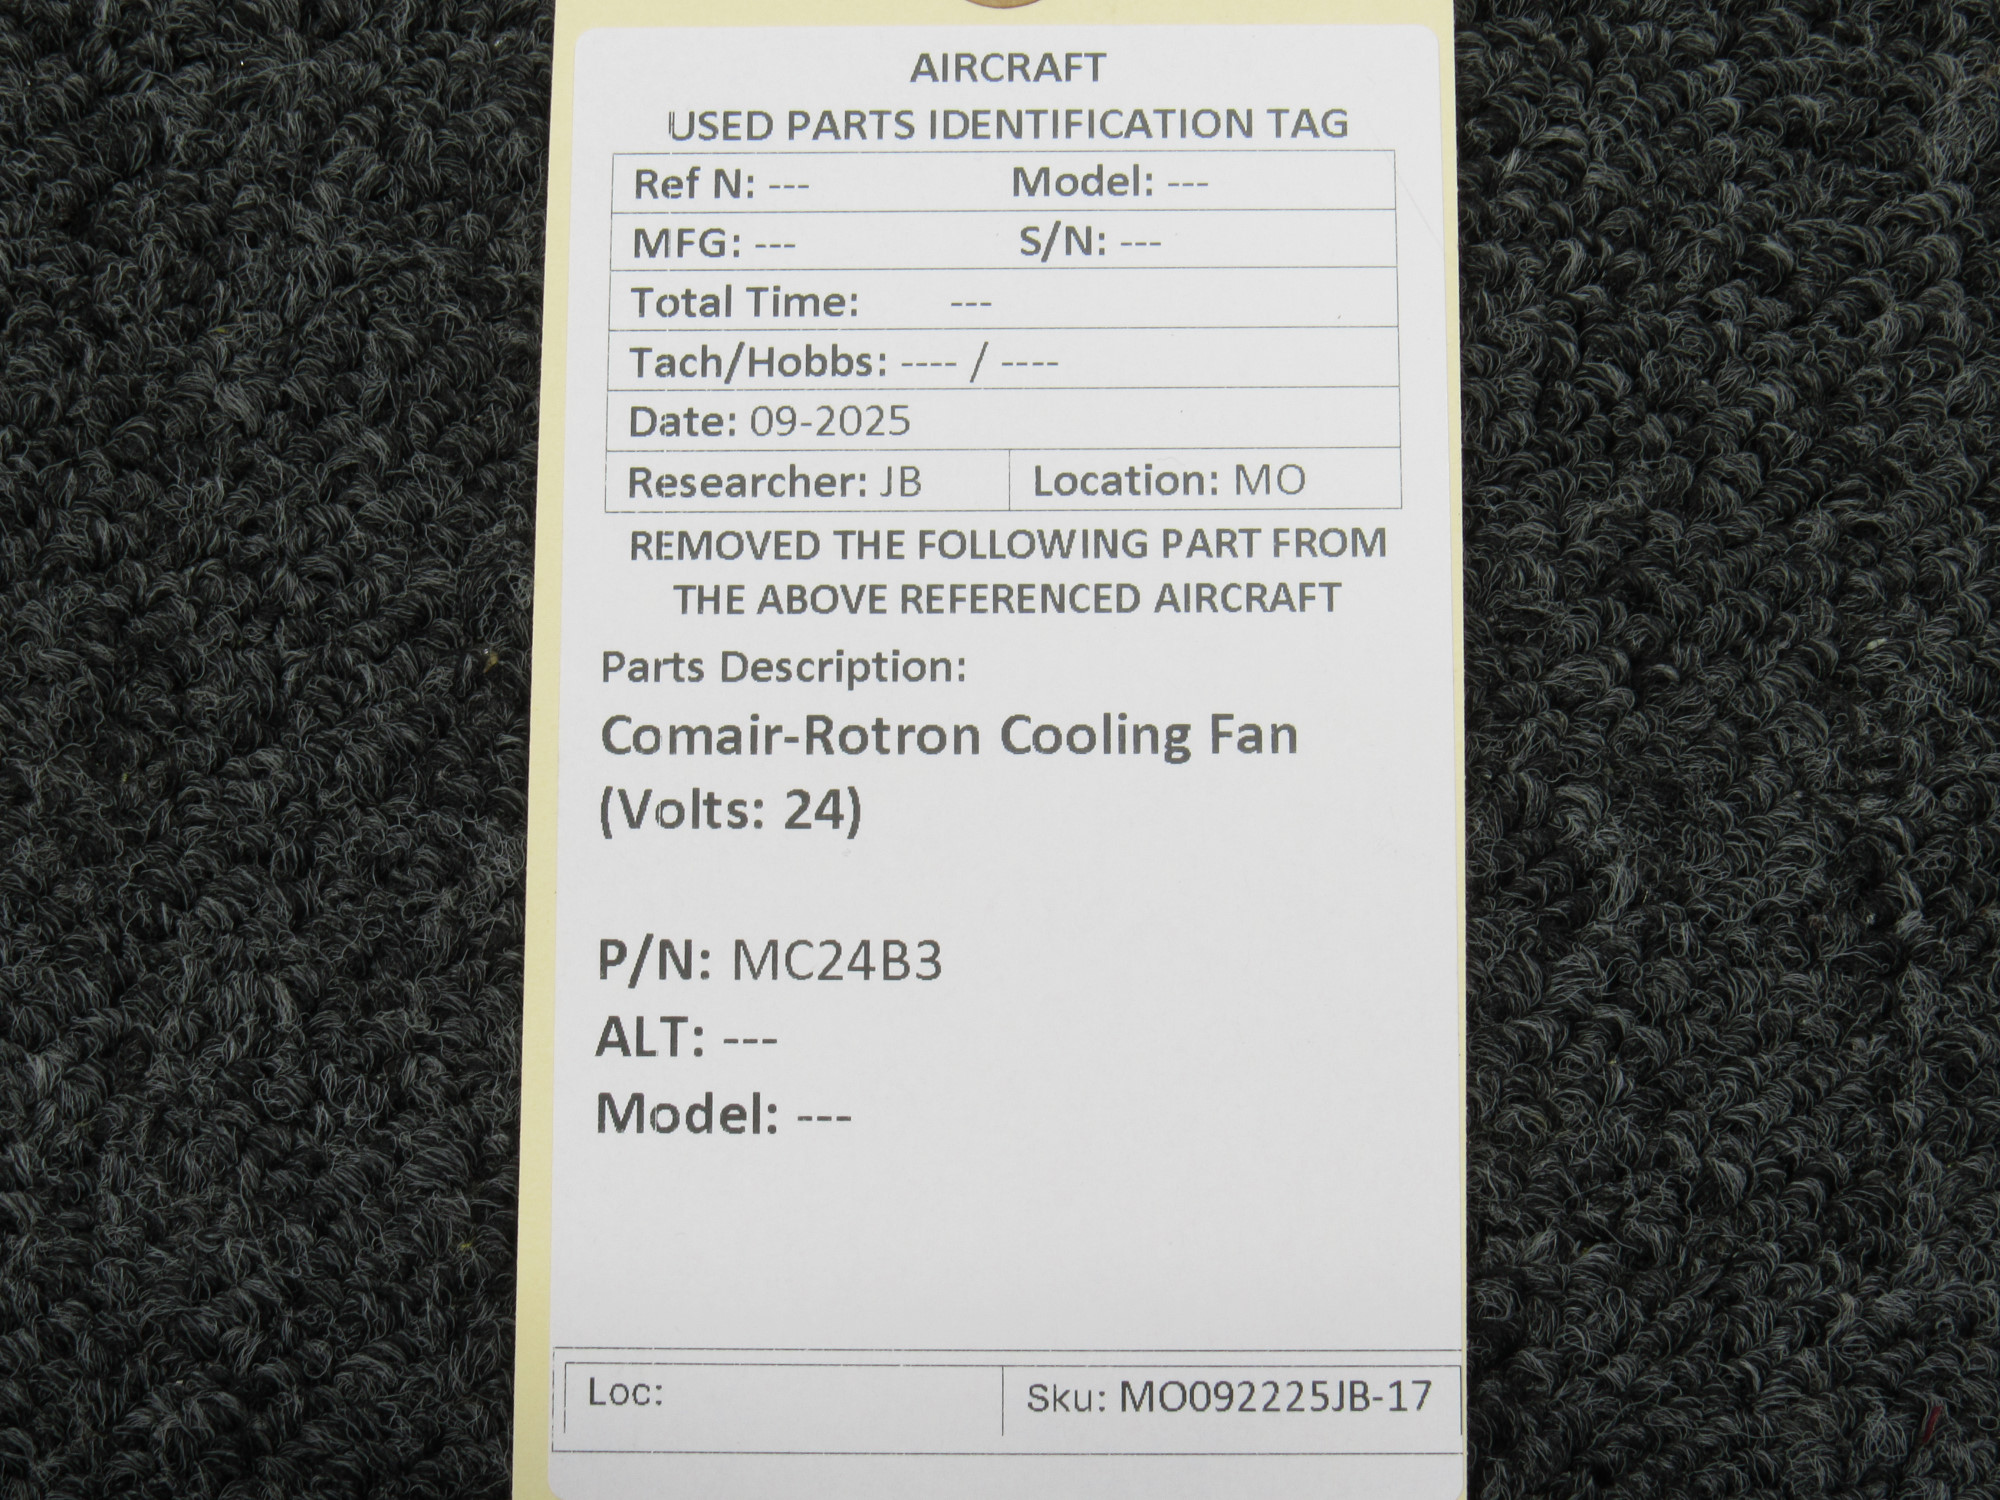 AIRCRAFT
USED PARTS IDENTIFICATION TAG
Ref N: --- Model: ---
MFG: --- S/N: ---
Total Time: ---
Tach/Hobbs: ---- / ----
Date: 09-2025
Researcher: JB Location: MO
REMOVED THE FOLLOWING PART FROM
THE ABOVE REFERENCED AIRCRAFT
Parts Description:
Comair-Rotron Cooling Fan
(Volts: 24)
P/N: MC24B3
ALT: ---
Model: ---
Loc: Sku: MO092225JB-17